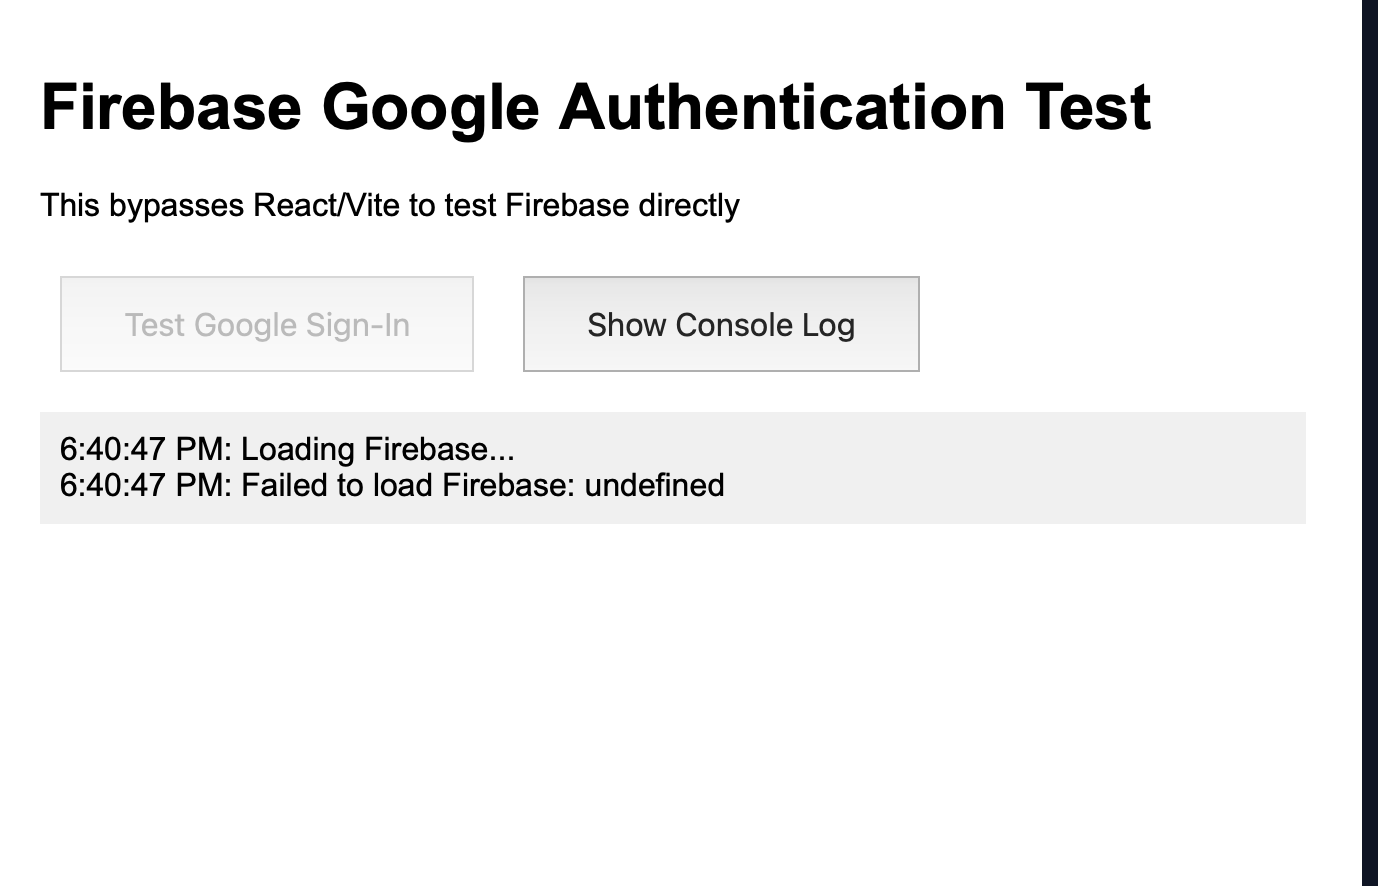 Firebase Google Authentication Test
This bypasses React/Vite to test Firebase directly
Test Google Sign-In
Show Console Log
6:40:47 PM: Loading Firebase...
6:40:47 PM: Failed to load Firebase: undefined